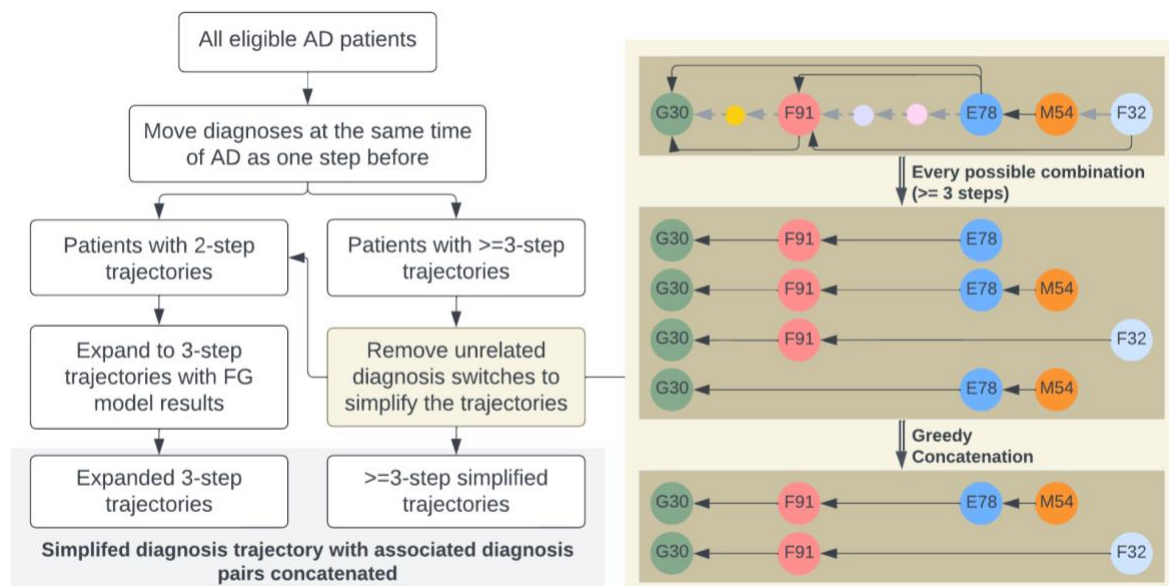 All eligible AD patients
Move diagnoses at the same time
of AD as one step before
Patients with 2-step
trajectories
Patients with >=3-step
trajectories
Expand to 3-step
trajectories with FG
model results
Remove unrelated
diagnosis switches to
simplify the trajectories
Expanded 3-step
trajectories
>=3-step simplified
trajectories
Simplifed diagnosis trajectory with associated diagnosis
pairs concatenated
G30 F91 E78 M54 F32
Every possible combination
(>= 3 steps)
G30 F91 E78
G30 F91 E78 M54
G30 F91 F32
G30 E78 M54
Greedy
Concatenation
G30 F91 E78 M54
G30 F91 F32